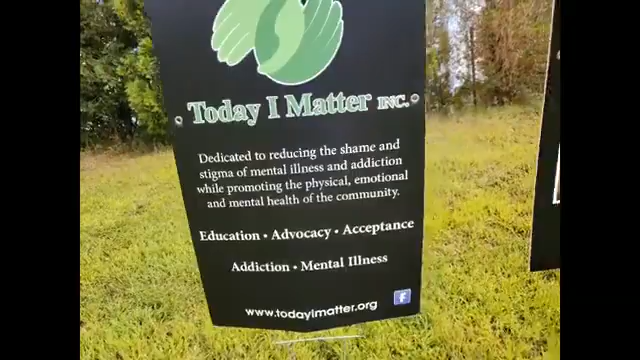 Today I Matter INC.
Dedicated to reducing the shame and
stigma of mental illness and addiction
while promoting the physical, emotional
and mental health of the community.
Education • Advocacy • Acceptance
Addiction • Mental Illness
www.todayimatter.org f